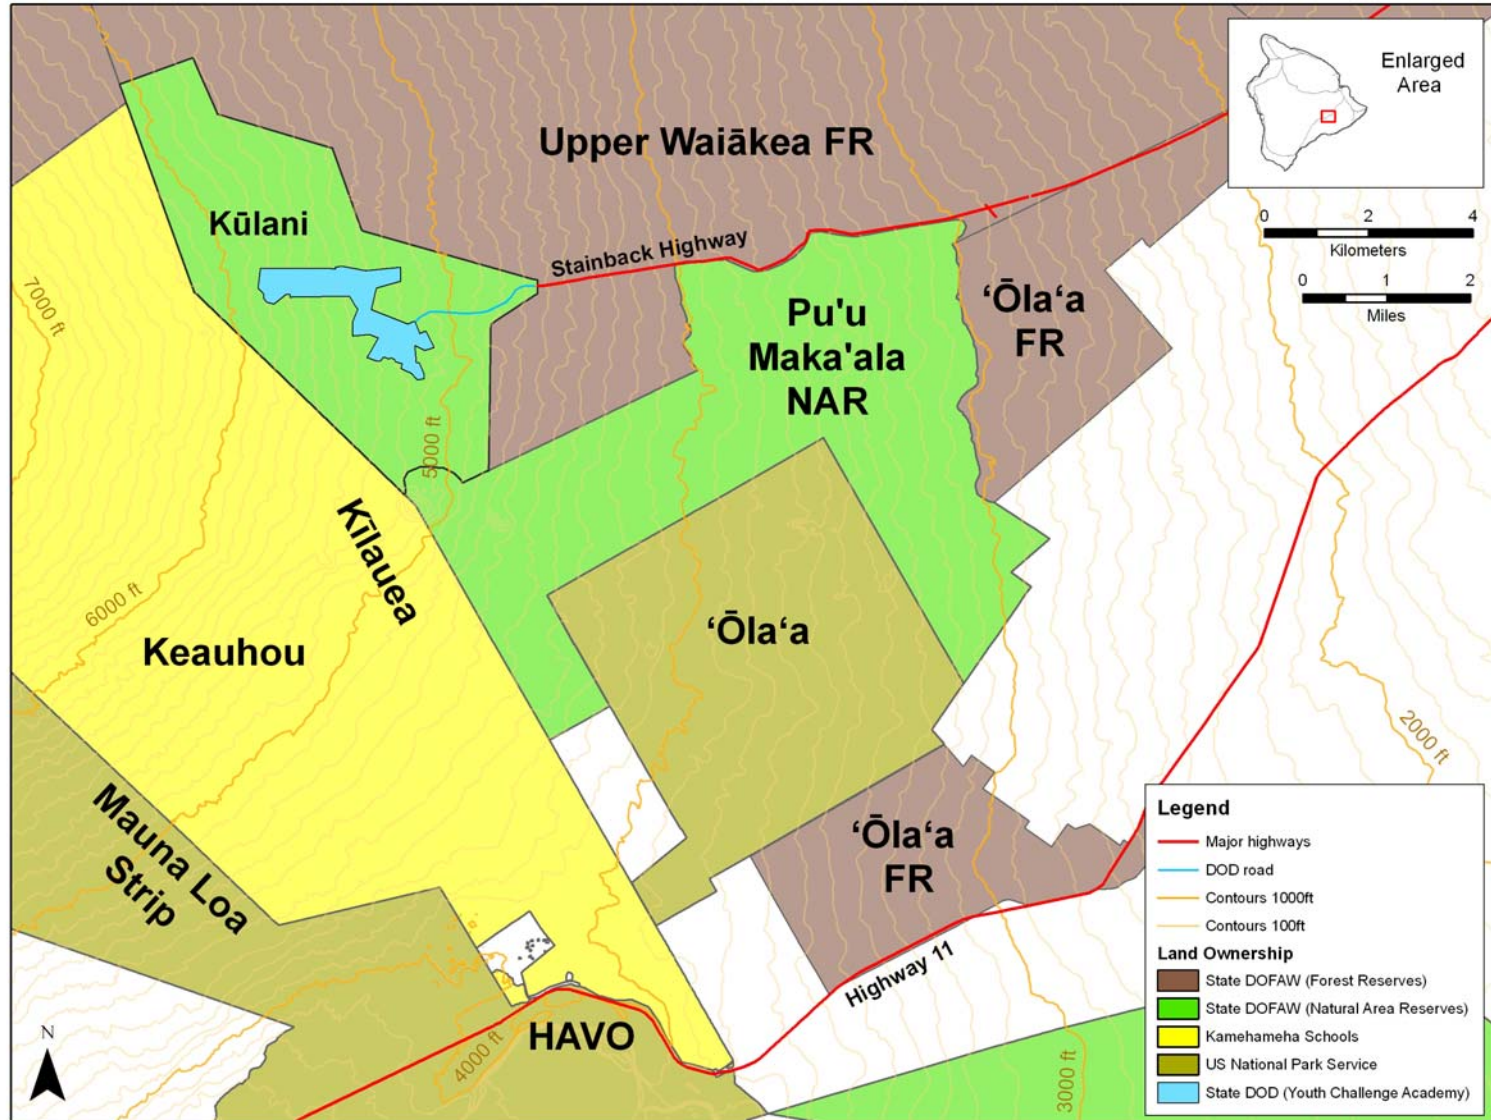 Upper Waiākea FR
Enlarged
Area
Kūlani
Stainback Highway
0 2 4
Kilometers
0 1 2
Miles
7000 ft
Pu'u
Maka'ala
NAR
ʻŌlaʻa
FR
5000 ft
Kīlauea
6000 ft
Keauhou
ʻŌlaʻa
2000 ft
Mauna Loa
Strip
ʻŌlaʻa
FR
Highway 11
HAVO
4000 ft
3000 ft
N
Legend
Major highways
DOD road
Contours 1000ft
Contours 100ft
Land Ownership
State DOFAW (Forest Reserves)
State DOFAW (Natural Area Reserves)
Kamehameha Schools
US National Park Service
State DOD (Youth Challenge Academy)